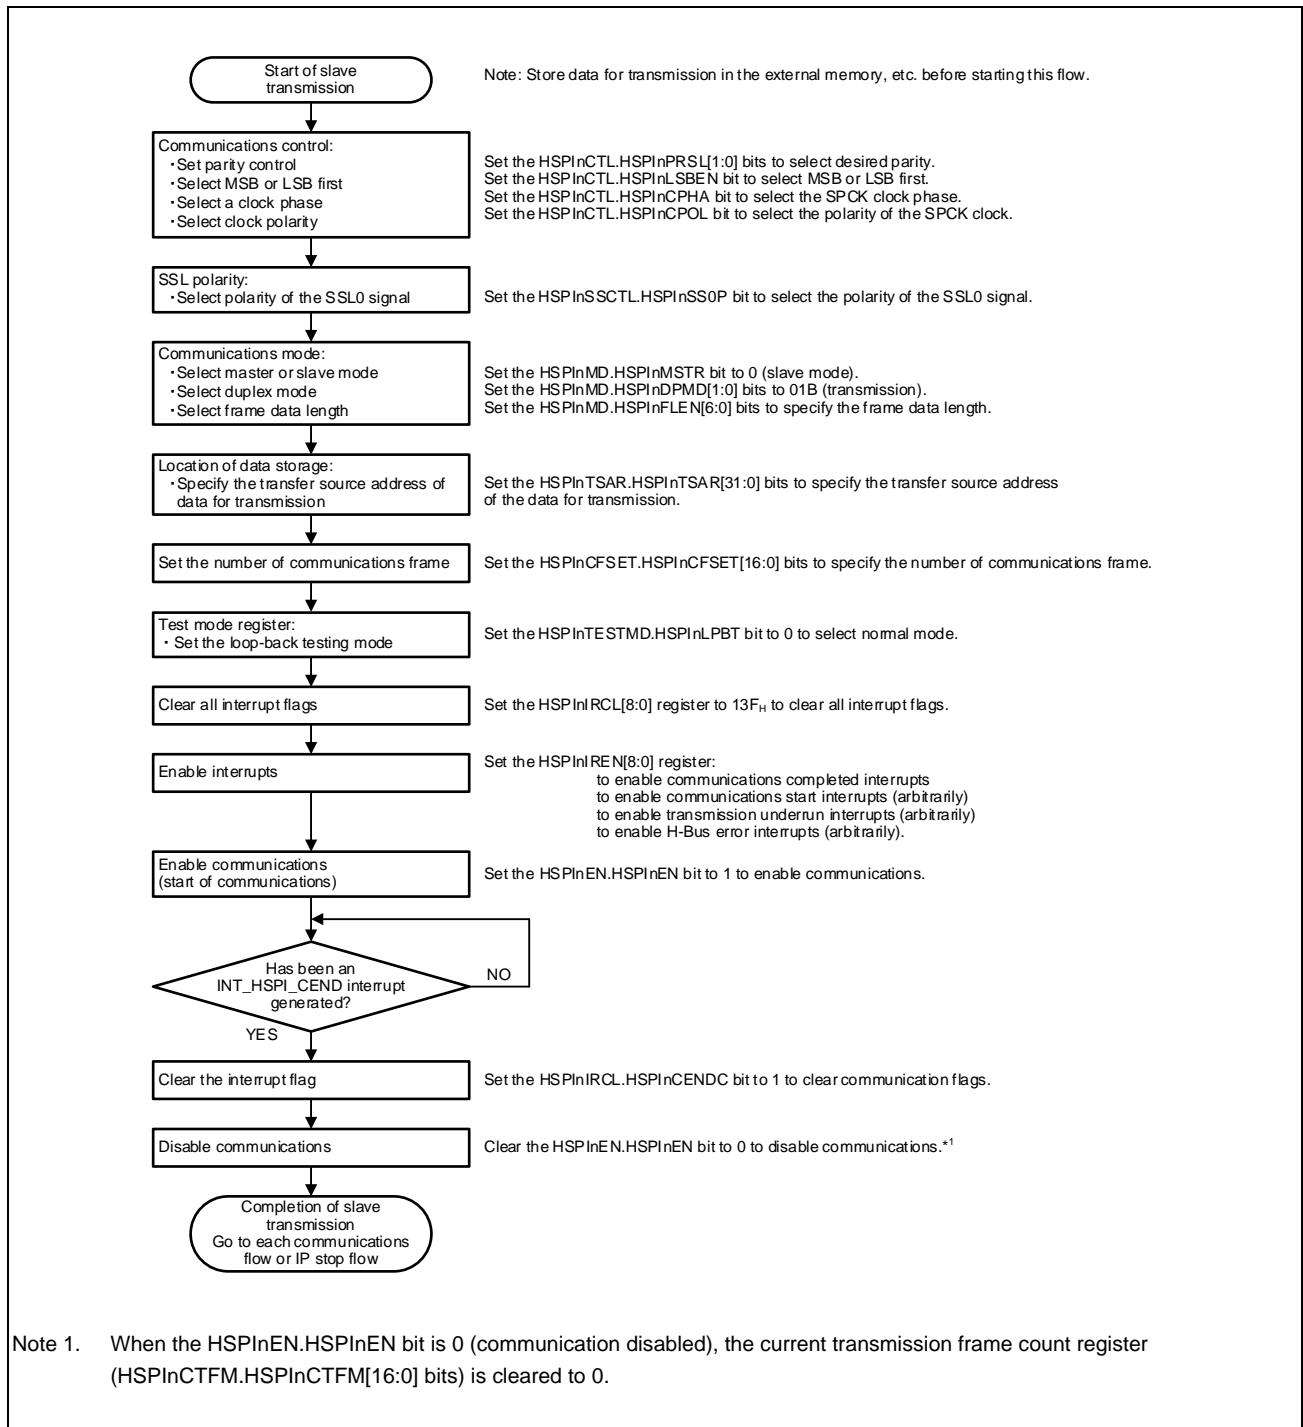 Start of slave
transmission
Note: Store data for transmission in the external memory, etc. before starting this flow.
Communications control:
・Set parity control
・Select MSB or LSB first
・Select a clock phase
・Select clock polarity
Set the HSPInCTL.HSPInPRSL[1:0] bits to select desired parity.
Set the HSPInCTL.HSPInLSBEN bit to select MSB or LSB first.
Set the HSPInCTL.HSPInCPHA bit to select the SPCK clock phase.
Set the HSPInCTL.HSPInCPOL bit to select the polarity of the SPCK clock.
SSL polarity:
・Select polarity of the SSL0 signal
Set the HSPInSSCTL.HSPInSS0P bit to select the polarity of the SSL0 signal.
Communications mode:
・Select master or slave mode
・Select duplex mode
・Select frame data length
Set the HSPInMD.HSPInMSTR bit to 0 (slave mode).
Set the HSPInMD.HSPInDPMD[1:0] bits to 01B (transmission).
Set the HSPInMD.HSPInFLEN[6:0] bits to specify the frame data length.
Location of data storage:
・Specify the transfer source address of
data for transmission
Set the HSPInTSAR.HSPInTSAR[31:0] bits to specify the transfer source address
of the data for transmission.
Set the number of communications frame
Set the HSPInCFSET.HSPInCFSET[16:0] bits to specify the number of communications frame.
Test mode register:
・ Set the loop-back testing mode
Set the HSPInTESTMD.HSPInLPBT bit to 0 to select normal mode.
Clear all interrupt flags
Set the HSPInIRCL[8:0] register to 13FH to clear all interrupt flags.
Enable interrupts
Set the HSPInIREN[8:0] register:
to enable communications completed interrupts
to enable communications start interrupts (arbitrarily)
to enable transmission underrun interrupts (arbitrarily)
to enable H-Bus error interrupts (arbitrarily).
Enable communications
(start of communications)
Set the HSPInEN.HSPInEN bit to 1 to enable communications.
Has been an
INT_HSPI_CEND interrupt
generated?
NO
YES
Clear the interrupt flag
Set the HSPInIRCL.HSPInCENDC bit to 1 to clear communication flags.
Disable communications
Clear the HSPInEN.HSPInEN bit to 0 to disable communications.*1
Completion of slave
transmission
Go to each communications
flow or IP stop flow
Note 1. When the HSPInEN.HSPInEN bit is 0 (communication disabled), the current transmission frame count register
(HSPInCTFM.HSPInCTFM[16:0] bits) is cleared to 0.